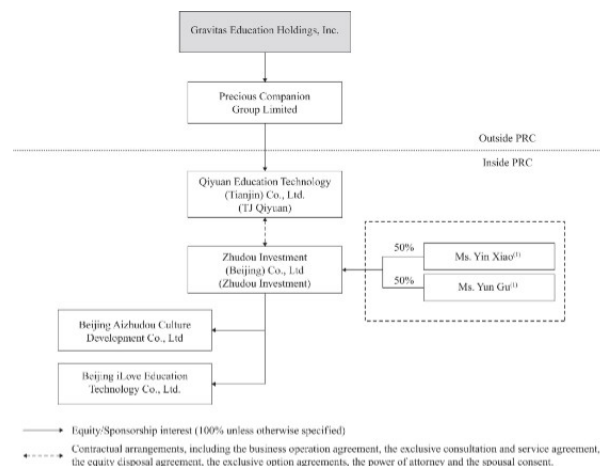 Gravitas Education Holdings, Inc.
Precious Companion
Group Limited
Outside PRC
Inside PRC
Qiyuan Education Technology
(Tianjin) Co., Ltd.
(TJ Qiyuan)
Zhudou Investment
(Beijing) Co., Ltd
(Zhudou Investment)
50%
Ms. Yin Xiao(1)
50%
Ms. Yun Gu(1)
Beijing Aizhudou Culture
Development Co., Ltd
Beijing iLove Education
Technology Co., Ltd.
Equity/Sponsorship interest (100% unless otherwise specified)
Contractual arrangements, including the business operation agreement, the exclusive consultation and service agreement,
the equity disposal agreement, the exclusive option agreements, the power of attorney and the spousal consent.